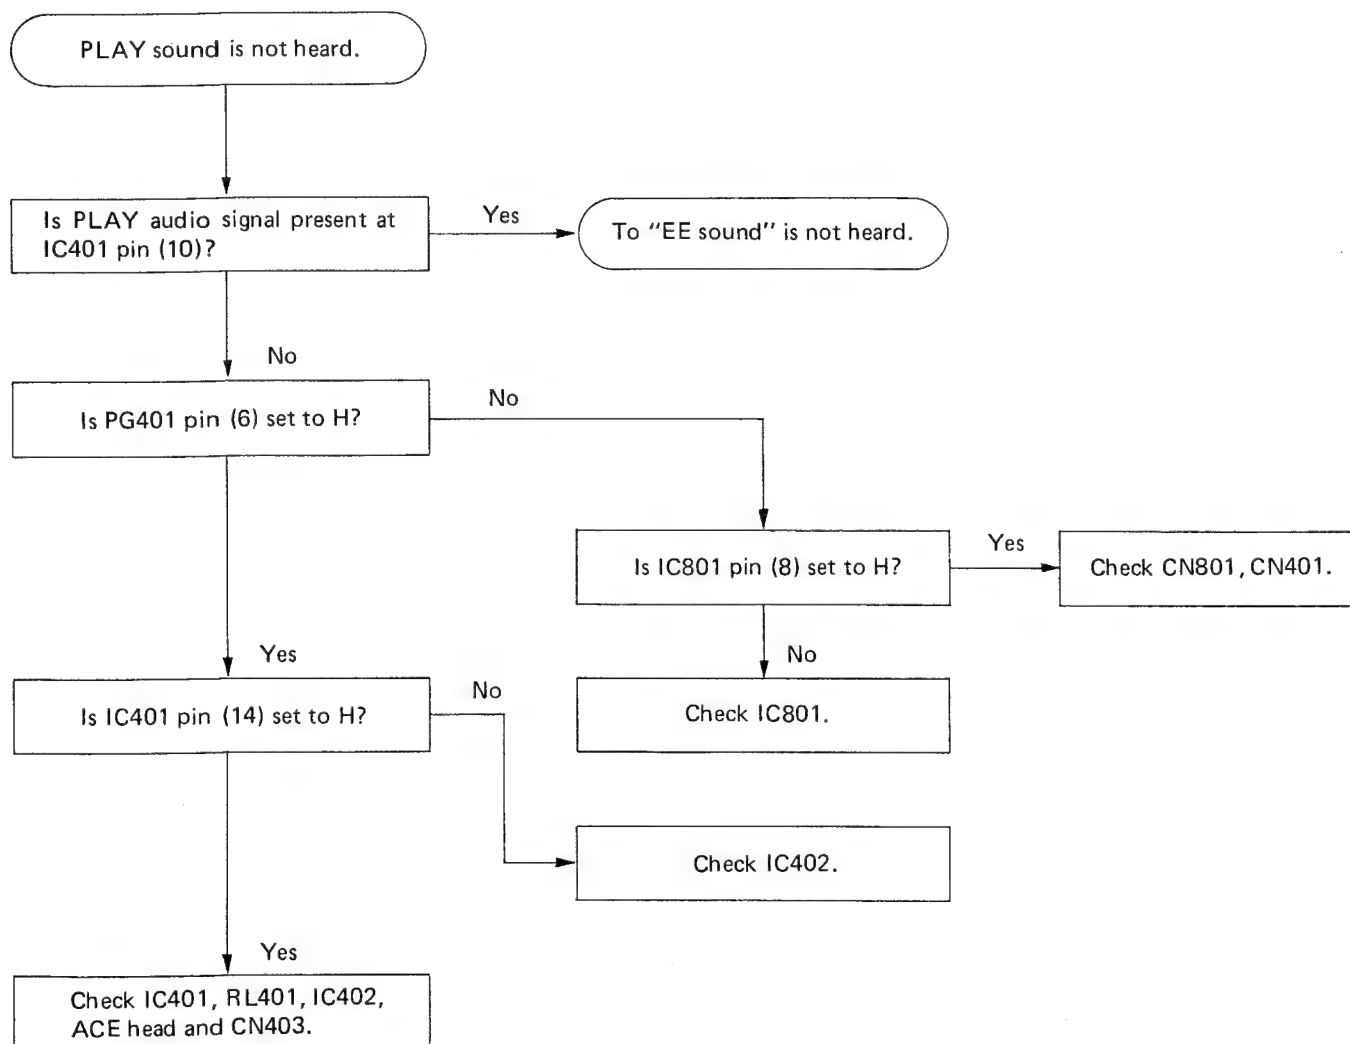 PLAY sound is not heard.
Is PLAY audio signal present at
IC401 pin (10)?
Yes
To “EE sound” is not heard.
No
Is PG401 pin (6) set to H?
No
Is IC801 pin (8) set to H?
Yes
Check CN801, CN401.
No
Check IC801.
Yes
Is IC401 pin (14) set to H?
No
Check IC402.
Yes
Check IC401, RL401, IC402,
ACE head and CN403.